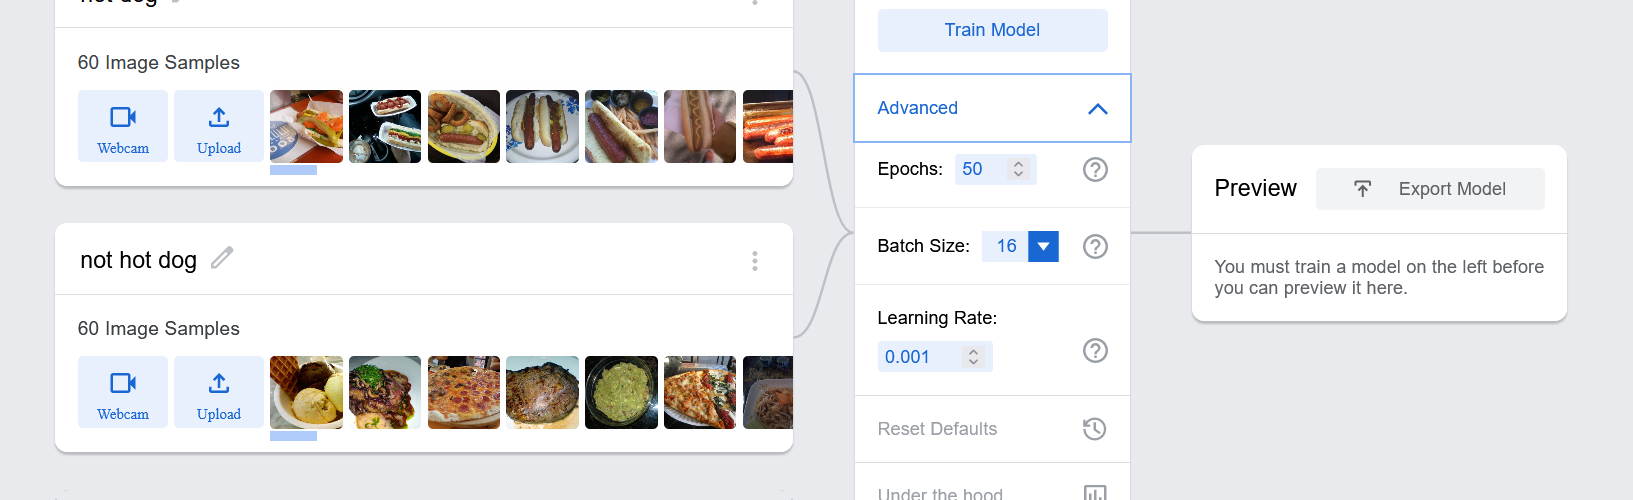 hot dog
60 Image Samples
Webcam
Upload
not hot dog
60 Image Samples
Webcam
Upload
Train Model
Advanced
Epochs: 50
Batch Size: 16
Learning Rate:
0.001
Reset Defaults
Under the hood
Preview
Export Model
You must train a model on the left before
you can preview it here.